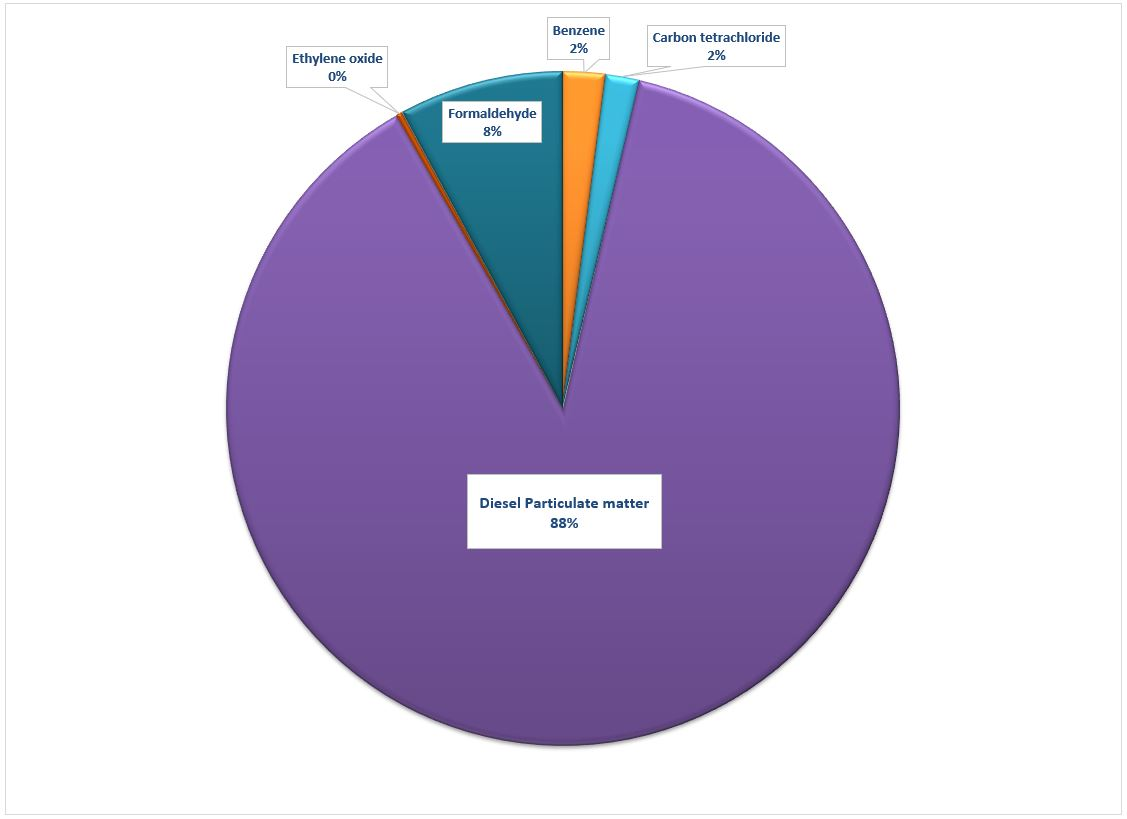 Benzene
2%
Carbon tetrachloride
2%
Ethylene oxide
0%
Formaldehyde
8%
Diesel Particulate matter
88%